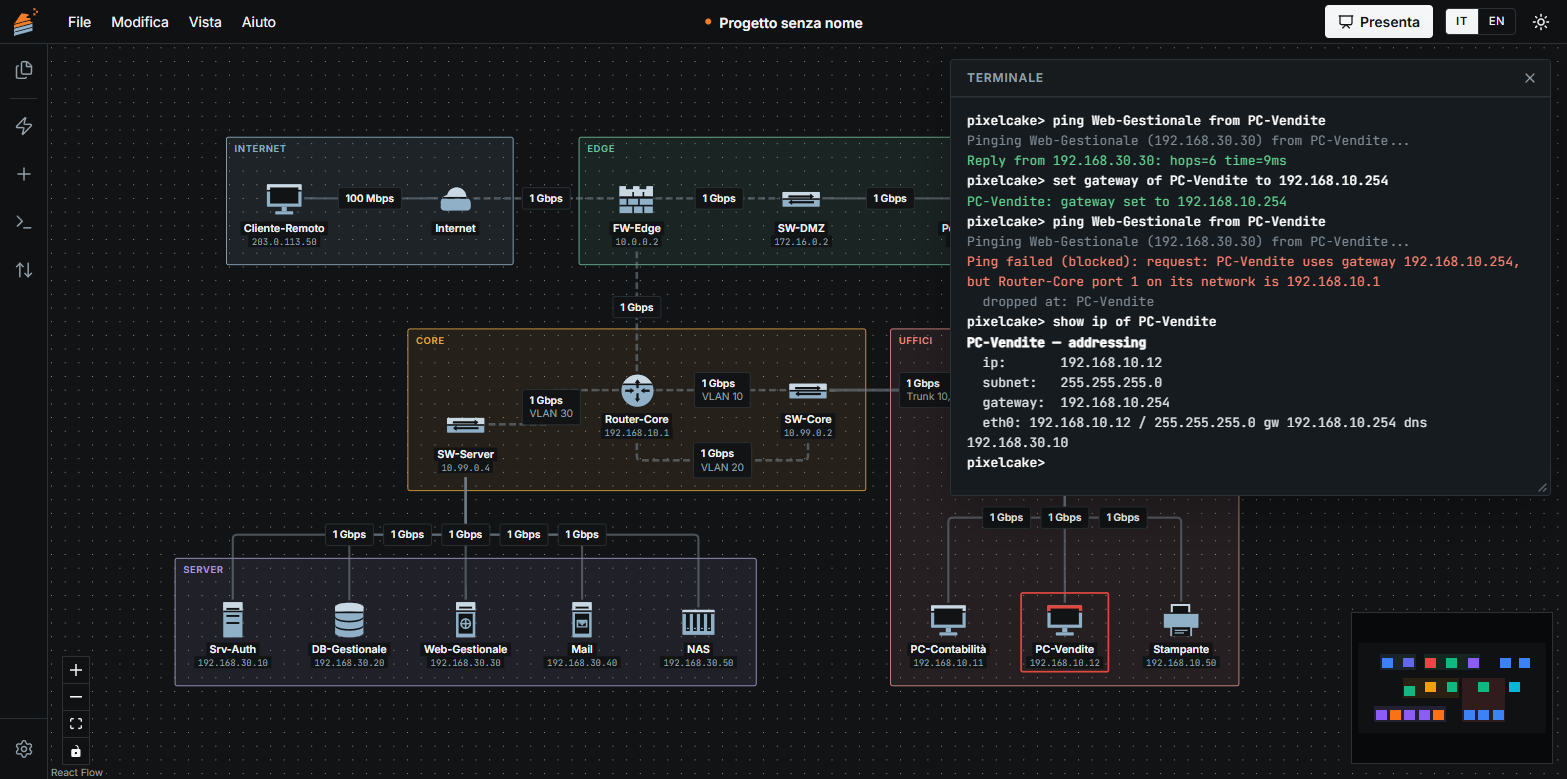 File Modifica Vista Aiuto
Progetto senza nome
Presenta
IT EN
TERMINALE
pixelcake> ping Web-Gestionale from PC-Vendite
Pinging Web-Gestionale (192.168.30.30) from PC-Vendite...
Reply from 192.168.30.30: hops=6 time=9ms
pixelcake> set gateway of PC-Vendite to 192.168.10.254
PC-Vendite: gateway set to 192.168.10.254
pixelcake> ping Web-Gestionale from PC-Vendite
Pinging Web-Gestionale (192.168.30.30) from PC-Vendite...
Ping failed (blocked): request: PC-Vendite uses gateway 192.168.10.254,
but Router-Core port 1 on its network is 192.168.10.1
dropped at: PC-Vendite
pixelcake> show ip of PC-Vendite
PC-Vendite — addressing
ip: 192.168.10.12
subnet: 255.255.255.0
gateway: 192.168.10.254
eth0: 192.168.10.12 / 255.255.255.0 gw 192.168.10.254 dns
192.168.30.10
pixelcake>
INTERNET
100 Mbps
Cliente-Remoto
203.0.113.50
Internet
1 Gbps
EDGE
1 Gbps
1 Gbps
FW-Edge
10.0.0.2
SW-DMZ
172.16.0.2
1 Gbps
CORE
1 Gbps
VLAN 30
Router-Core
192.168.10.1
1 Gbps
VLAN 10
SW-Core
10.99.0.2
1 Gbps
VLAN 20
SW-Server
10.99.0.4
UFFICI
1 Gbps
Trunk 10,
1 Gbps 1 Gbps 1 Gbps 1 Gbps 1 Gbps
1 Gbps 1 Gbps 1 Gbps
SERVER
Srv-Auth
192.168.30.10
DB-Gestionale
192.168.30.20
Web-Gestionale
192.168.30.30
Mail
192.168.30.40
NAS
192.168.30.50
PC-Contabilità
192.168.10.11
PC-Vendite
192.168.10.12
Stampante
192.168.10.50
React Flow